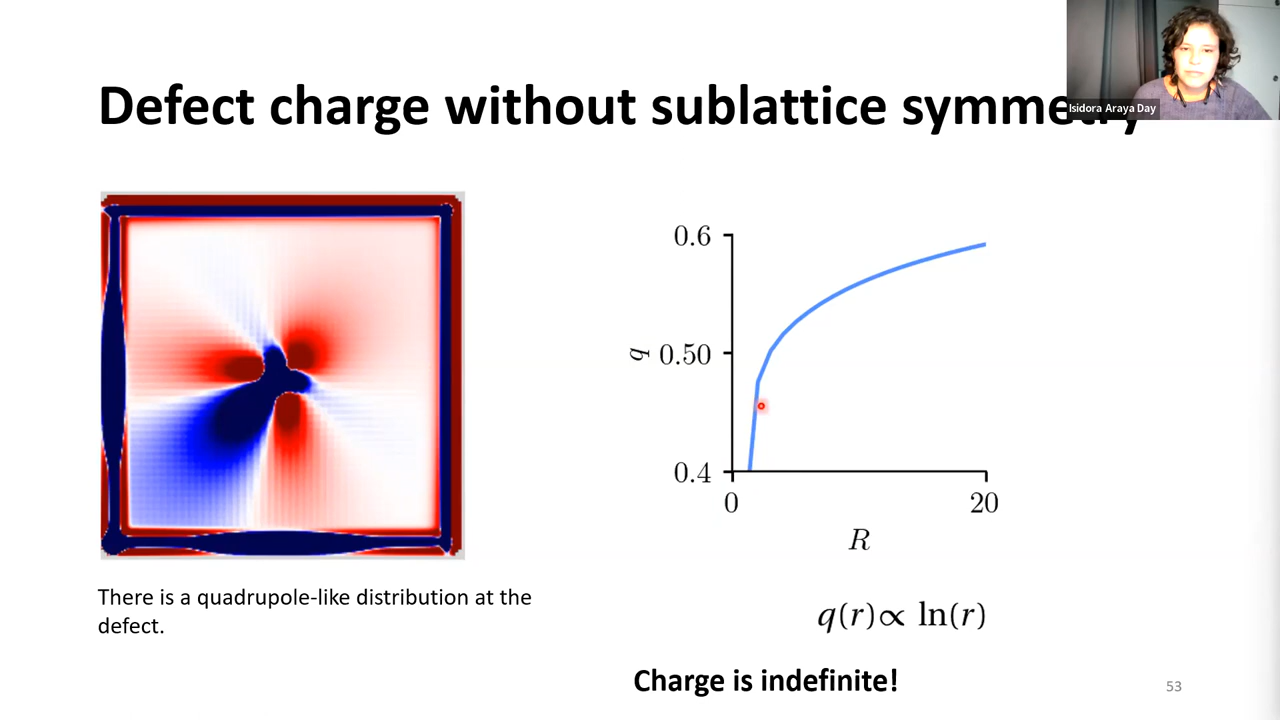 Isidora Araya Day
Defect charge without sublattice symmetry
0.6
0.50
0.4
q
0
20
R
There is a quadrupole-like distribution at the
defect.
q(r)∝ ln(r)
Charge is indefinite!
53